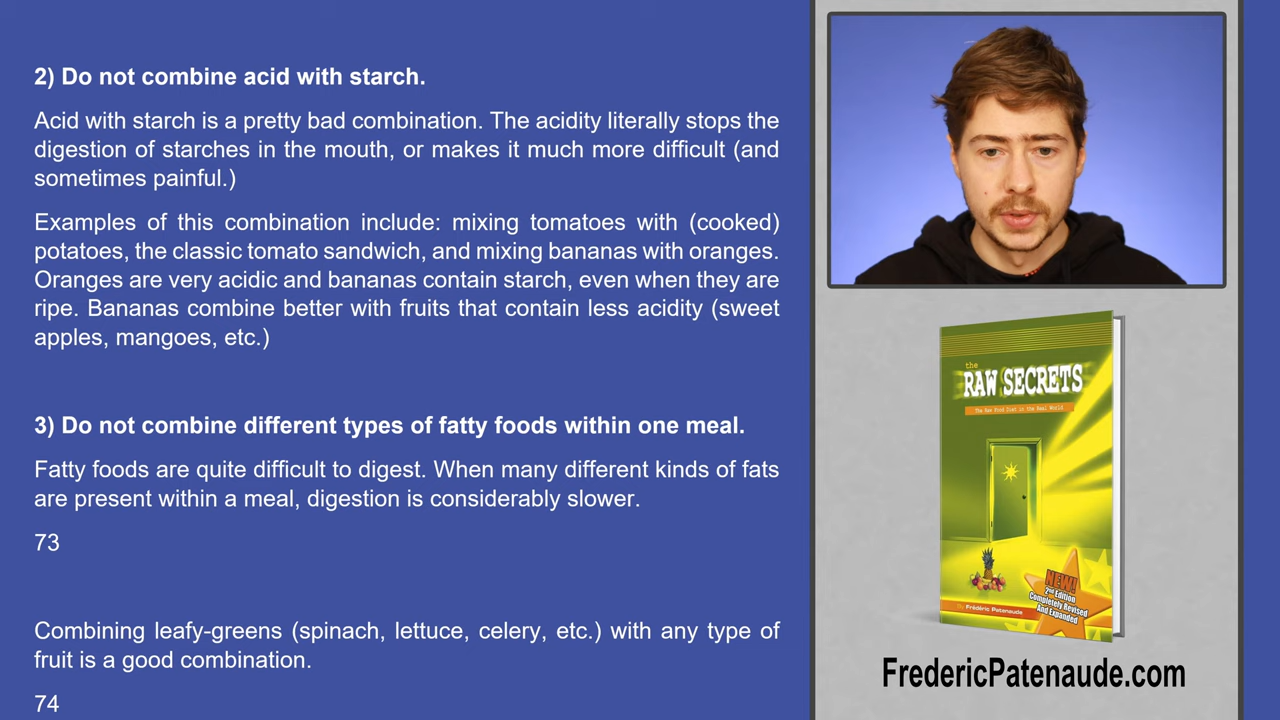 2) Do not combine acid with starch.
Acid with starch is a pretty bad combination. The acidity literally stops the
digestion of starches in the mouth, or makes it much more difficult (and
sometimes painful.)
Examples of this combination include: mixing tomatoes with (cooked)
potatoes, the classic tomato sandwich, and mixing bananas with oranges.
Oranges are very acidic and bananas contain starch, even when they are
ripe. Bananas combine better with fruits that contain less acidity (sweet
apples, mangoes, etc.)
3) Do not combine different types of fatty foods within one meal.
Fatty foods are quite difficult to digest. When many different kinds of fats
are present within a meal, digestion is considerably slower.
73
Combining leafy-greens (spinach, lettuce, celery, etc.) with any type of
fruit is a good combination.
74
the
RAW SECRETS
The Raw Food Diet in the Real World
NEW!
2nd Edition
Completely Revised
And Expanded
By Frédéric Patenaude
FredericPatenaude.com